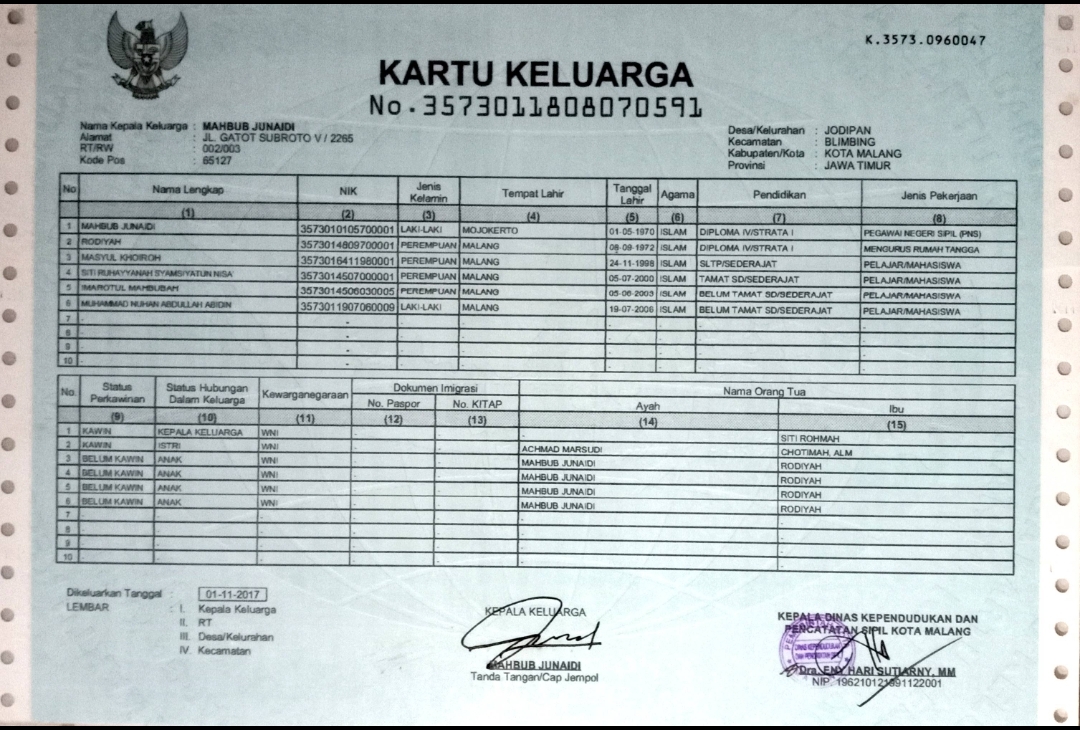 K.3573.0960047
KARTU KELUARGA
No.3573011808070591
Nama Kepala Keluarga : MAHBUB JUNAIDI
Alamat : JL. GATOT SUBROTO V / 2265
RT/RW : 002/003
Kode Pos : 65127
Desa/Kelurahan : JODIPAN
Kecamatan : BLIMBING
Kabupaten/Kota : KOTA MALANG
Provinsi : JAWA TIMUR
No Nama Lengkap NIK Jenis Kelamin Tempat Lahir Tanggal Lahir Agama Pendidikan Jenis Pekerjaan
(1) (2) (3) (4) (5) (6) (7) (8)
1 MAHBUB JUNAIDI 3573010105700001 LAKI-LAKI MOJOKERTO 01-05-1970 ISLAM DIPLOMA IV/STRATA I PEGAWAI NEGERI SIPIL (PNS)
2 RODIYAH 3573014809700001 PEREMPUAN MALANG 08-09-1972 ISLAM DIPLOMA IV/STRATA I MENGURUS RUMAH TANGGA
3 MASYUL KHOIROH 3573016411980001 PEREMPUAN MALANG 24-11-1998 ISLAM SLTP/SEDERAJAT PELAJAR/MAHASISWA
4 SITI RUHAYYANAH SYAMSIYATUN NISA' 3573014507000001 PEREMPUAN MALANG 05-07-2000 ISLAM TAMAT SD/SEDERAJAT PELAJAR/MAHASISWA
5 IMAROTUL MAHBUBAH 3573014506030005 PEREMPUAN MALANG 05-06-2003 ISLAM BELUM TAMAT SD/SEDERAJAT PELAJAR/MAHASISWA
6 MUHAMMAD NUHAN ABDULLAH ABIDIN 3573011907060009 LAKI-LAKI MALANG 19-07-2006 ISLAM BELUM TAMAT SD/SEDERAJAT PELAJAR/MAHASISWA
7 - - - - - - - -
8 - - - - - - - -
9 - - - - - - - -
10 - - - - - - - -
No. Status Perkawinan Status Hubungan Dalam Keluarga Kewarganegaraan Dokumen Imigrasi Nama Orang Tua
No. Paspor No. KITAP Ayah Ibu
(9) (10) (11) (12) (13) (14) (15)
1 KAWIN KEPALA KELUARGA WNI - - - SITI ROHMAH
2 KAWIN ISTRI WNI - - ACHMAD MARSUDI CHOTIMAH, ALM
3 BELUM KAWIN ANAK WNI - - MAHBUB JUNAIDI RODIYAH
4 BELUM KAWIN ANAK WNI - - MAHBUB JUNAIDI RODIYAH
5 BELUM KAWIN ANAK WNI - - MAHBUB JUNAIDI RODIYAH
6 BELUM KAWIN ANAK WNI - - MAHBUB JUNAIDI RODIYAH
7 - - - - - - -
8 - - - - - - -
9 - - - - - - -
10 - - - - - - -
Dikeluarkan Tanggal : 01-11-2017
LEMBAR : I. Kepala Keluarga
II. RT
III. Desa/Kelurahan
IV. Kecamatan
KEPALA KELUARGA
MAHBUB JUNAIDI
Tanda Tangan/Cap Jempol
KEPALA DINAS KEPENDUDUKAN DAN
PENCATATAN SIPIL KOTA MALANG
Dra. ENY HARI SUTIARNY, MM
NIP. 196210121991122001